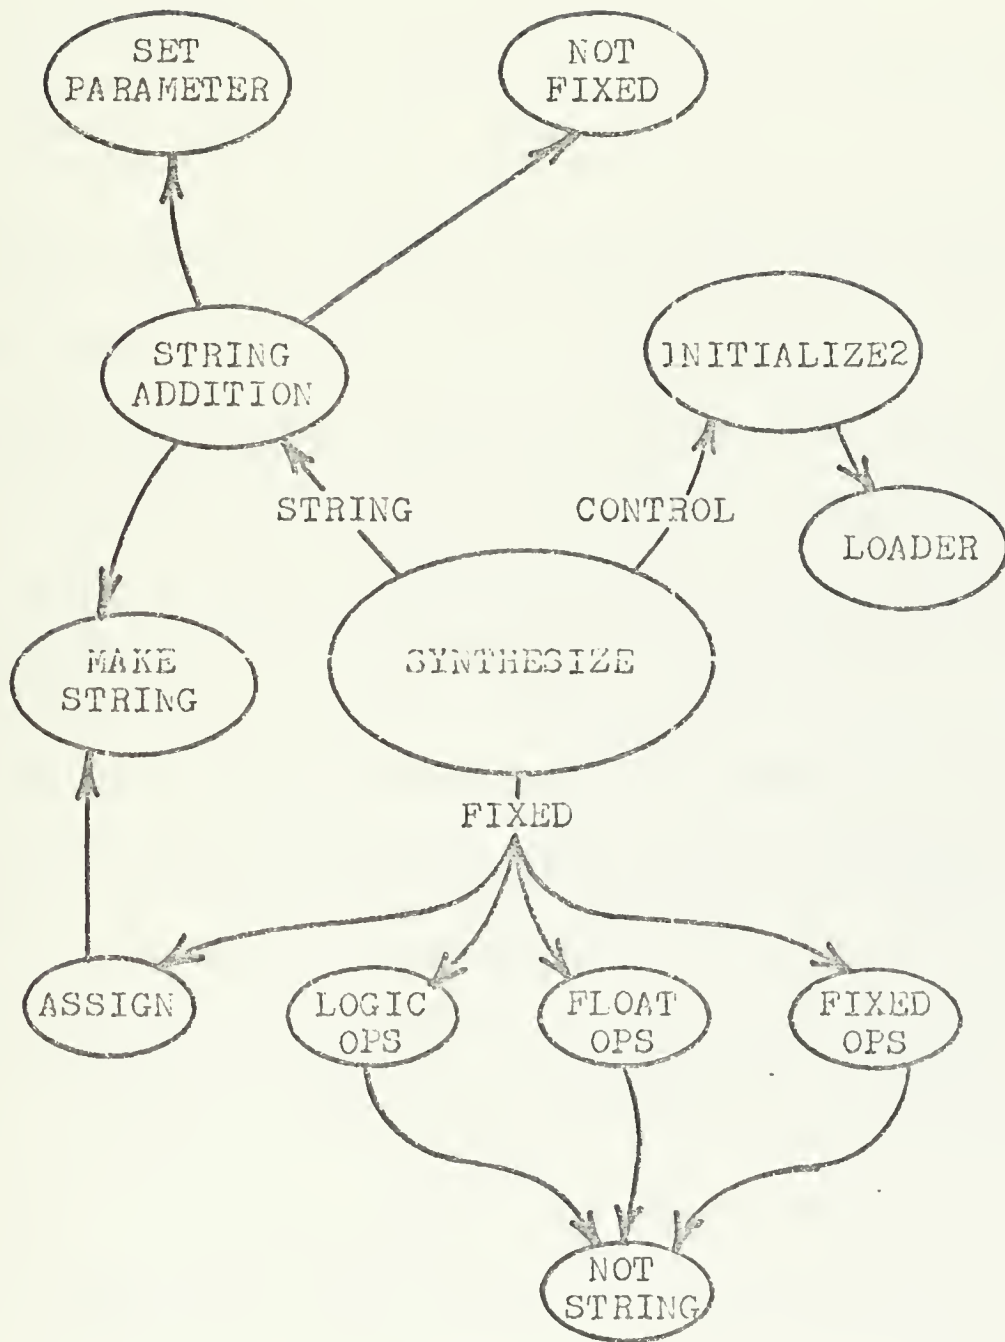 SET
PARAMETER
NOT
FIXED
STRING
ADDITION
INITIALIZE2
STRING
CONTROL
LOADER
MAKE
STRING
SYNTHESIZE
FIXED
ASSIGN
LOGIC
OPS
FLOAT
OPS
FIXED
OPS
NOT
STRING